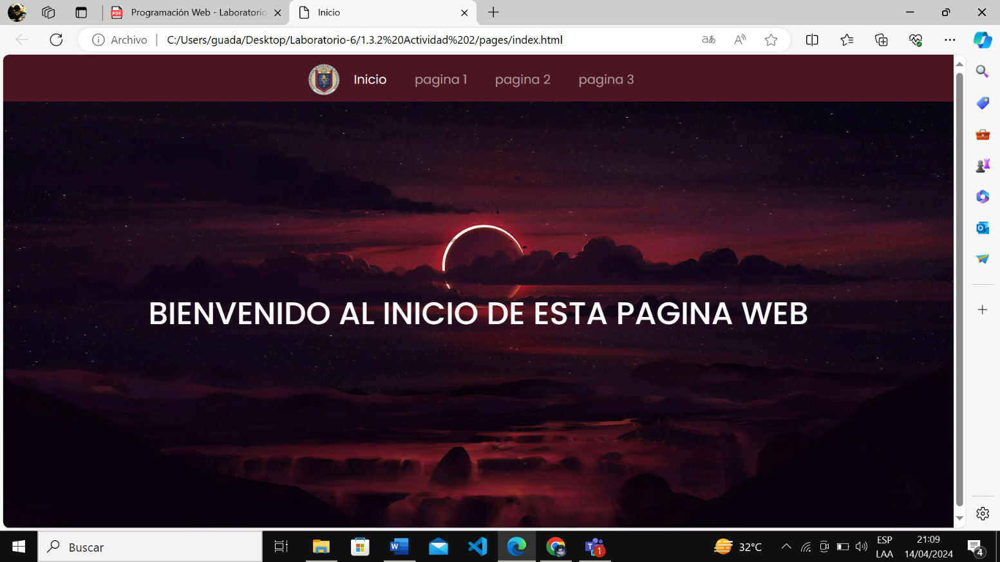 Programación Web - Laboratorio
Inicio
Archivo
C:/Users/guada/Desktop/Laboratorio-6/1.3.2%20Actividad%202/pages/index.html
Inicio
pagina 1
pagina 2
pagina 3
BIENVENIDO AL INICIO DE ESTA PAGINA WEB
Buscar
1
32°C
ESP
LAA
21:09
14/04/2024
4